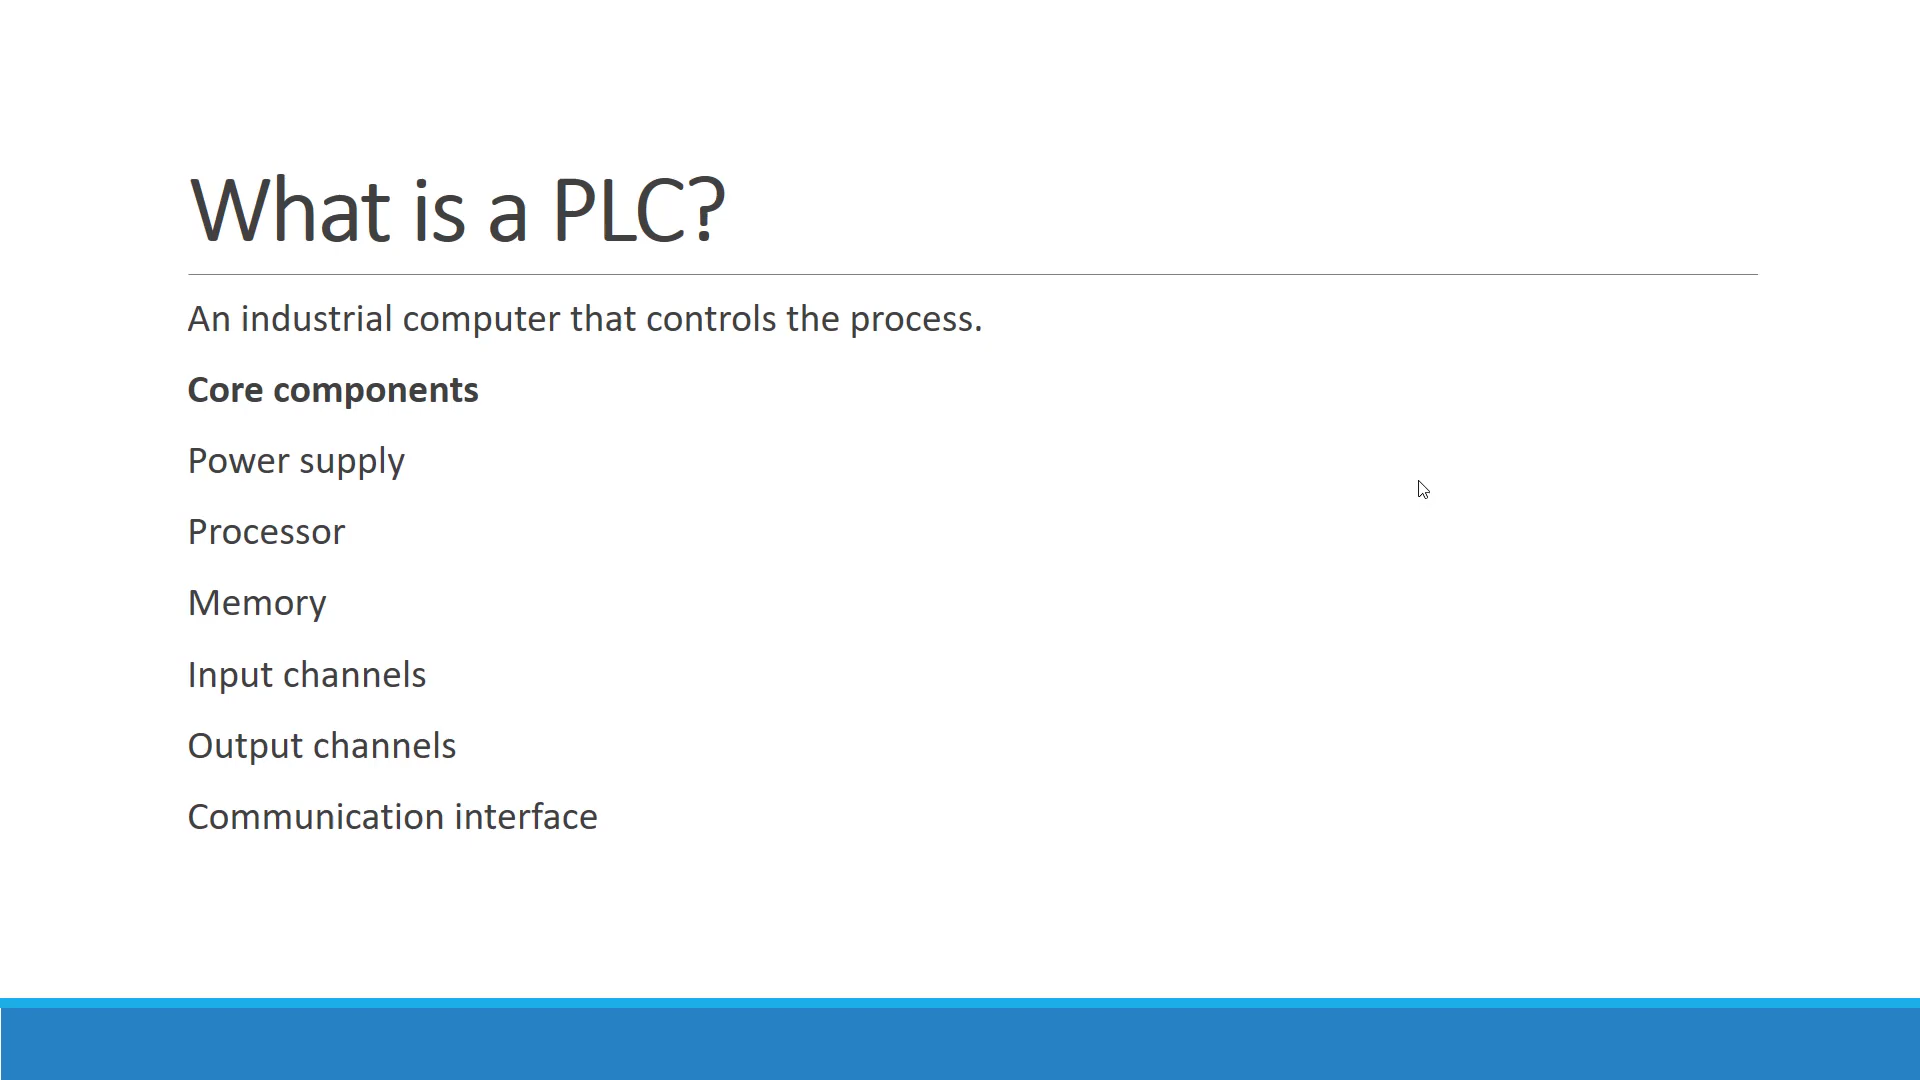 What is a PLC?
An industrial computer that controls the process.
Core components
Power supply
Processor
Memory
Input channels
Output channels
Communication interface